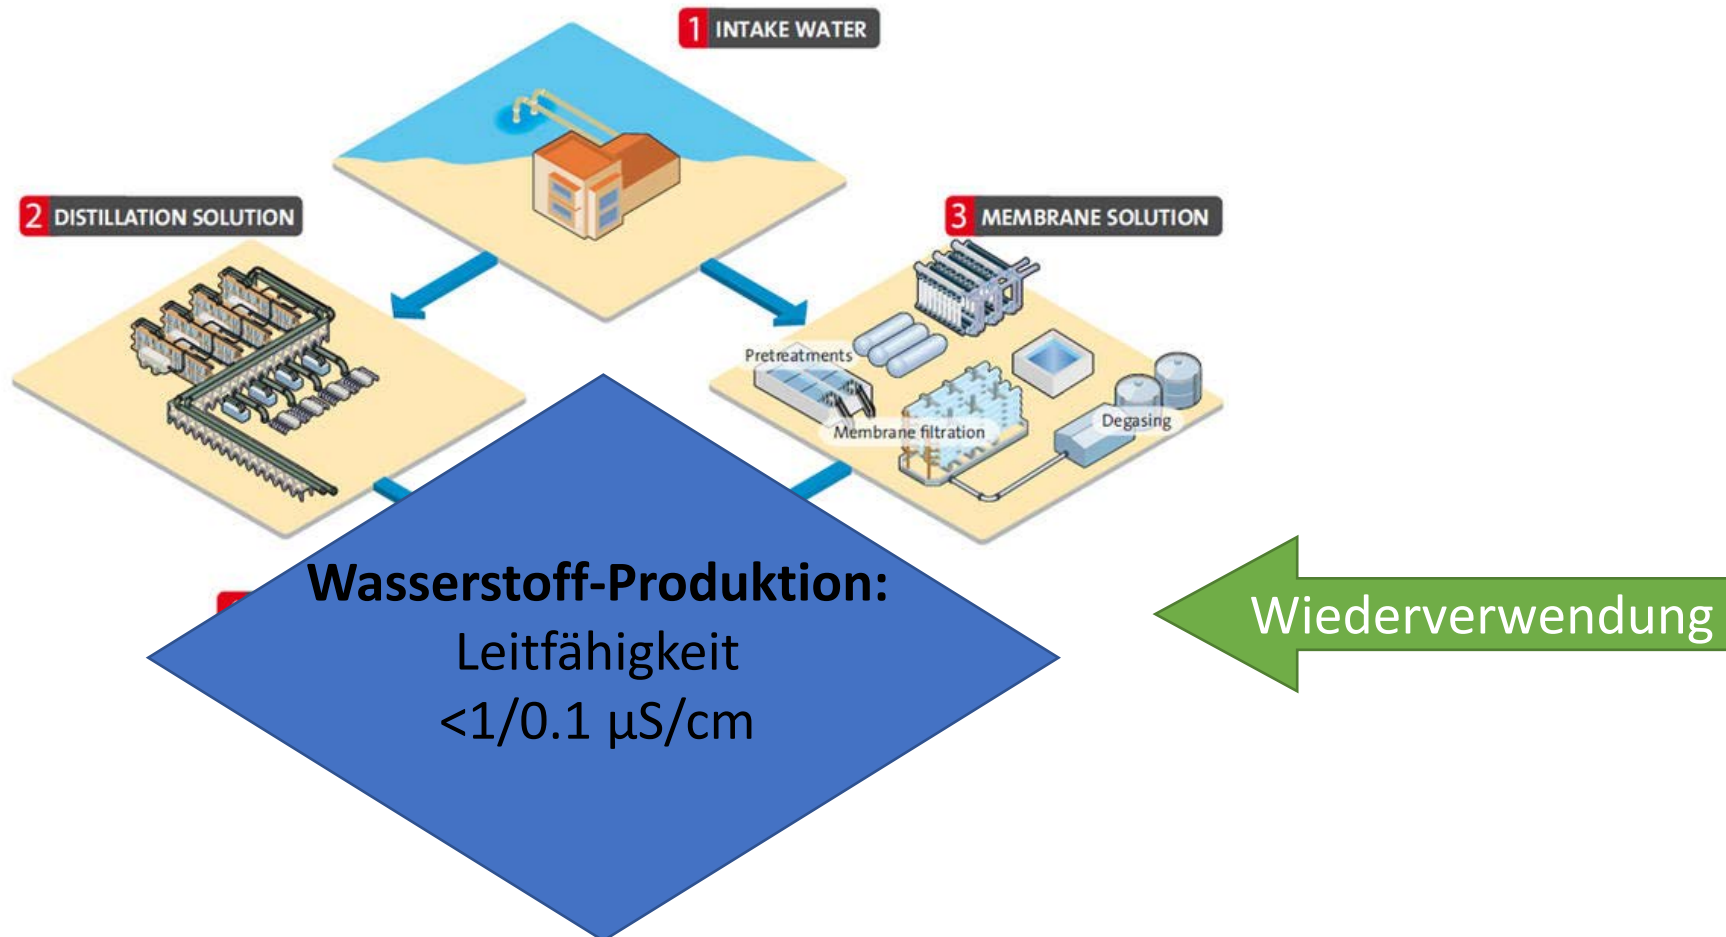 1 INTAKE WATER
2 DISTILLATION SOLUTION
3 MEMBRANE SOLUTION
Pretreatments
Membrane filtration
Degasing
Wasserstoff-Produktion:
Leitfähigkeit
<1/0.1 µS/cm
Wiederverwendung